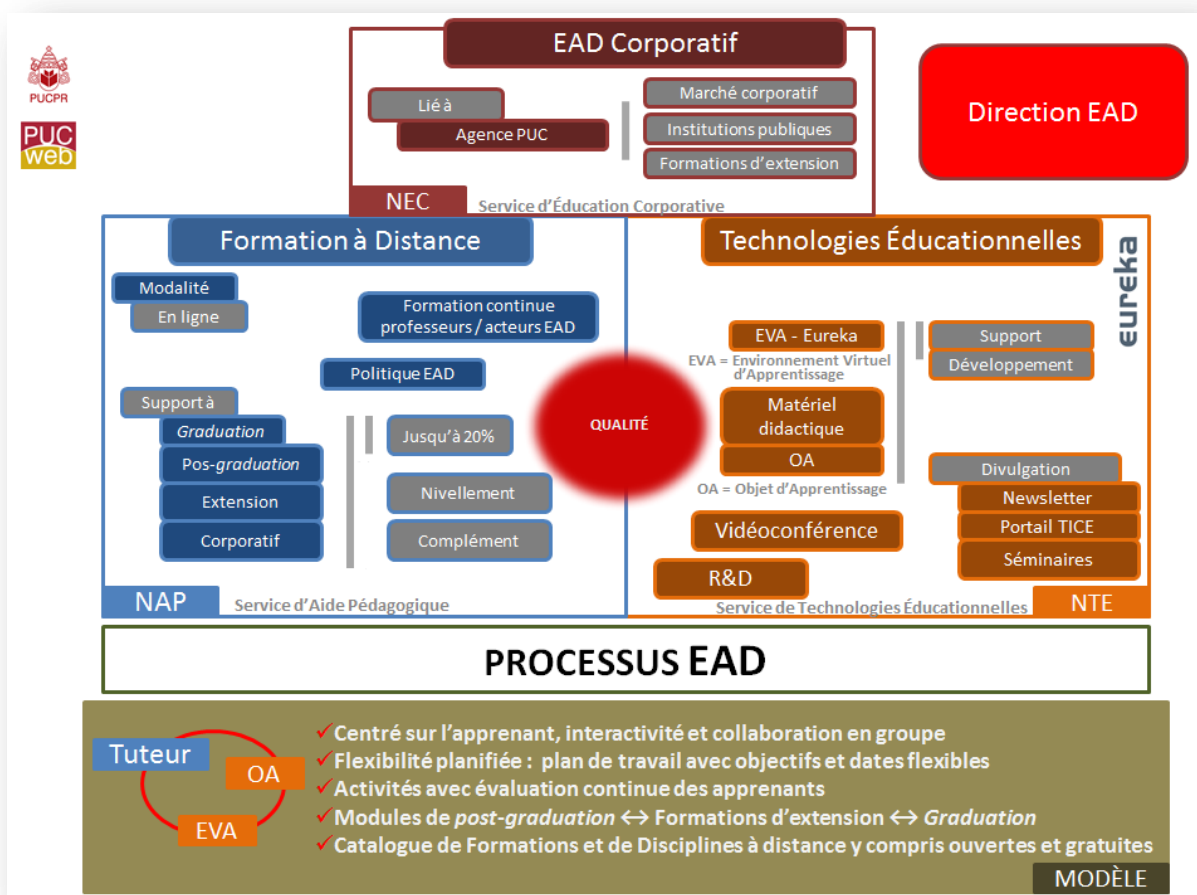 PUCPR
PUC
web
EAD Corporatif
Lié à
Agence PUC
Marché corporatif
Institutions publiques
Formations d'extension
NEC
Service d'Éducation Corporative
Direction EAD
Formation à Distance
Modalité
En ligne
Formation continue
professeurs / acteurs EAD
Politique EAD
Support à
Graduation
Pos-graduation
Extension
Corporatif
Jusqu'à 20%
Nivellement
Complément
NAP
Service d'Aide Pédagogique
QUALITÉ
Technologies Éducationnelles
eureka
EVA - Eureka
EVA = Environnement Virtuel
d'Apprentissage
Matériel
didactique
OA
OA = Objet d'Apprentissage
Support
Développement
Divulgation
Newsletter
Portail TICE
Séminaires
Vidéoconférence
R&D
Service de Technologies Éducationnelles
NTE
PROCESSUS EAD
Tuteur
OA
EVA
✓Centré sur l'apprenant, interactivité et collaboration en groupe
✓Flexibilité planifiée : plan de travail avec objectifs et dates flexibles
✓Activités avec évaluation continue des apprenants
✓Modules de post-graduation ↔ Formations d'extension ↔ Graduation
✓Catalogue de Formations et de Disciplines à distance y compris ouvertes et gratuites
MODÈLE